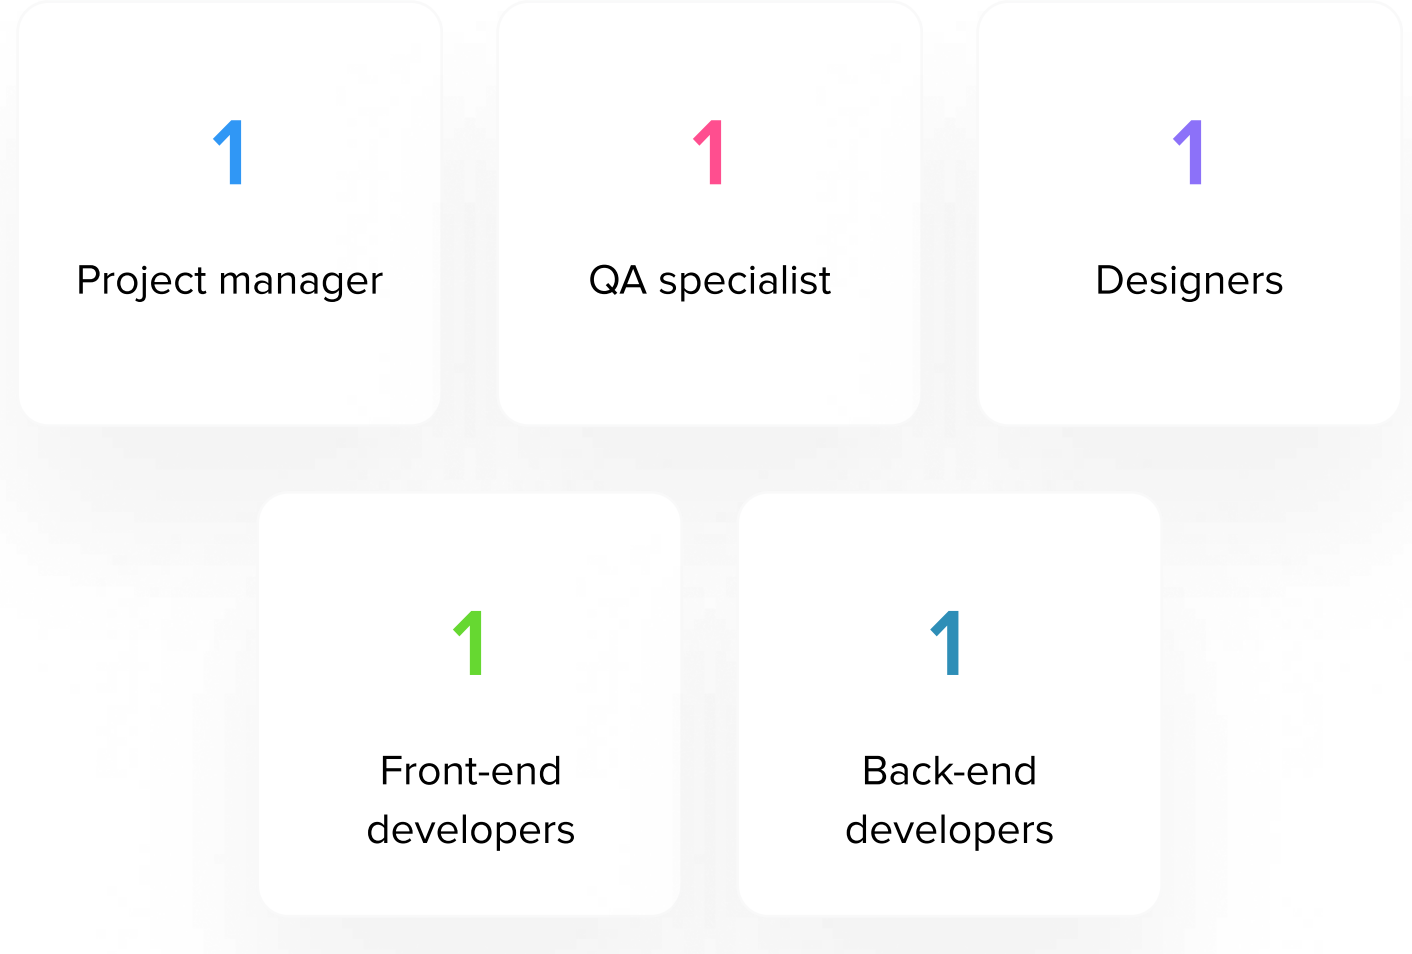 1
Project manager
1
QA specialist
1
Designers
1
Front-end
developers
1
Back-end
developers